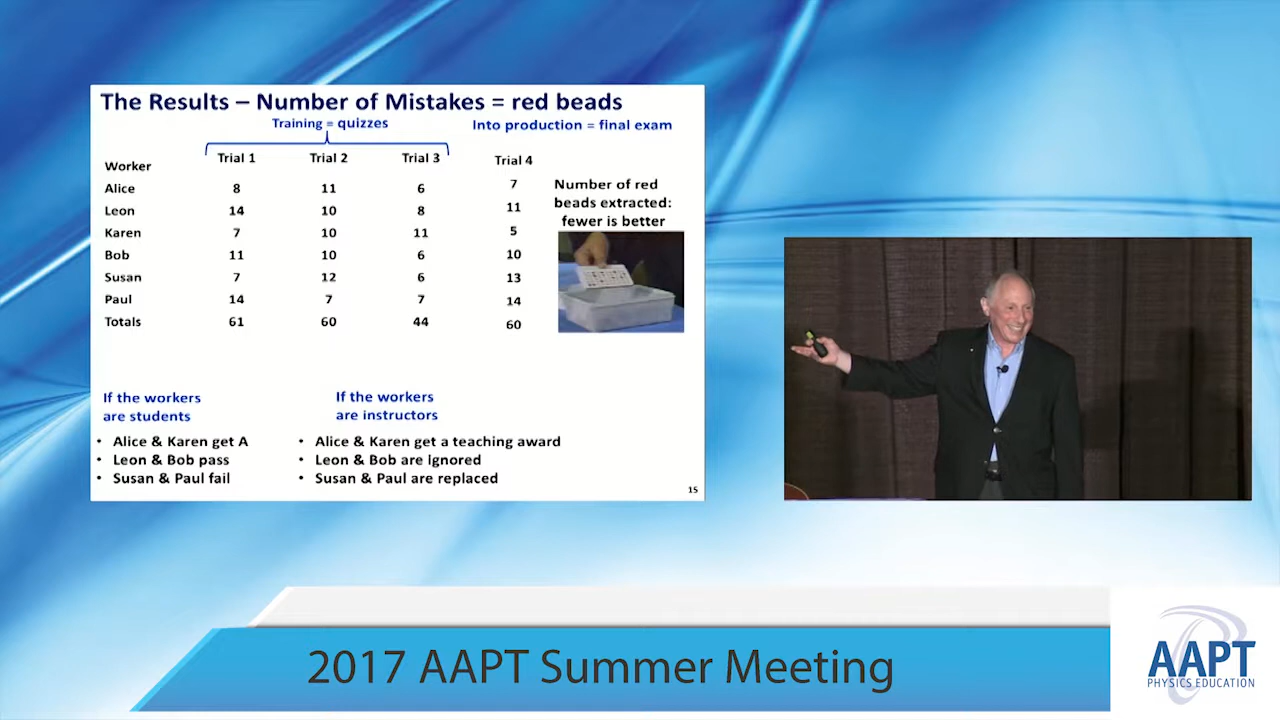 The Results – Number of Mistakes = red beads
Training = quizzes
Into production = final exam
Worker Trial 1 Trial 2 Trial 3 Trial 4
Alice 8 11 6 7
Leon 14 10 8 11
Karen 7 10 11 5
Bob 11 10 6 10
Susan 7 12 6 13
Paul 14 7 7 14
Totals 61 60 44 60
Number of red
beads extracted:
fewer is better
If the workers
are students
• Alice & Karen get A
• Leon & Bob pass
• Susan & Paul fail
If the workers
are instructors
• Alice & Karen get a teaching award
• Leon & Bob are ignored
• Susan & Paul are replaced
15
2017 AAPT Summer Meeting
AAPT
PHYSICS EDUCATION